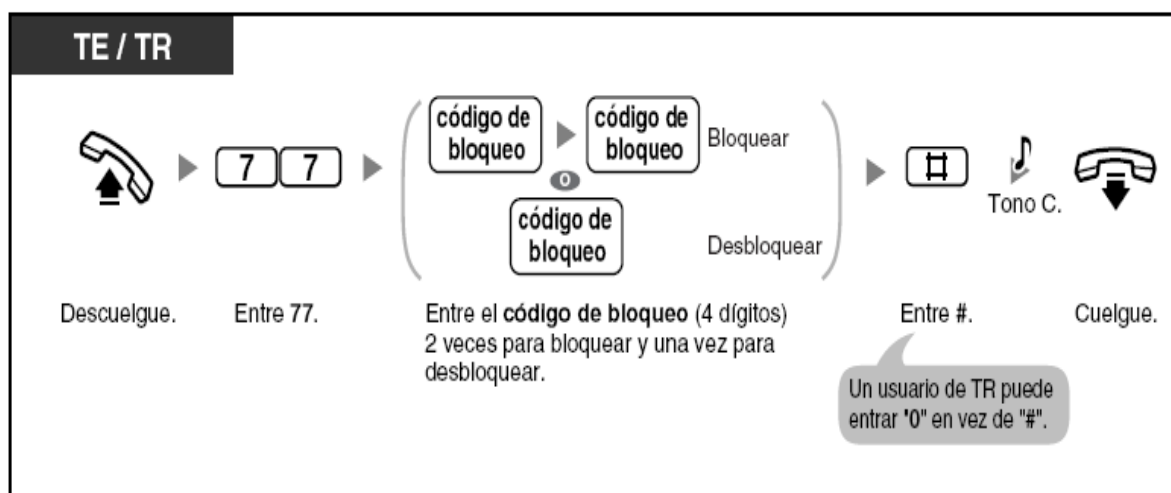 TE / TR
7 7
código de
bloqueo
código de
bloqueo
Bloquear
o
código de
bloqueo
Desbloquear
#
Tono C.
Descuelgue.
Entre 77.
Entre el código de bloqueo (4 dígitos)
2 veces para bloquear y una vez para
desbloquear.
Entre #.
Cuelgue.
Un usuario de TR puede
entrar "0" en vez de "#".